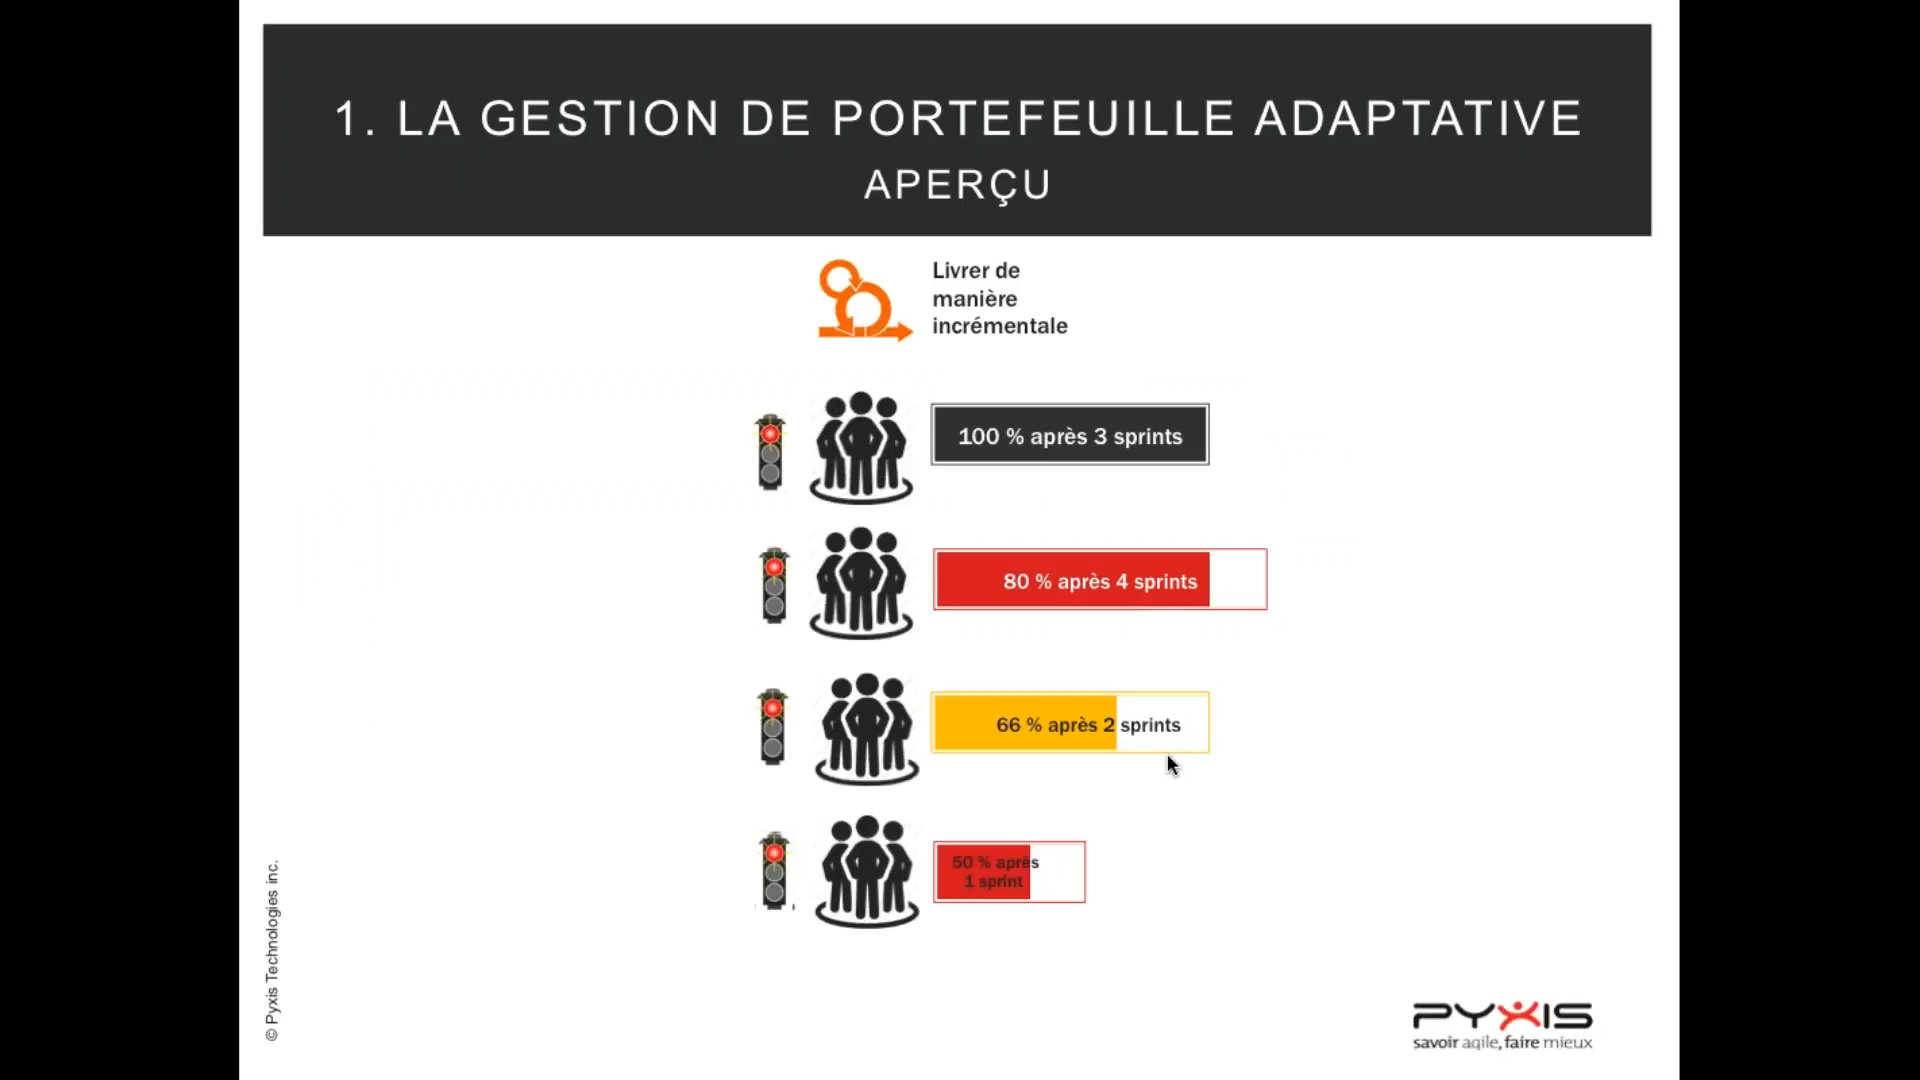 1. LA GESTION DE PORTEFEUILLE ADAPTATIVE
APERÇU
Livrer de
manière
incrémentale
100 % après 3 sprints
80 % après 4 sprints
66 % après 2 sprints
50 % après
1 sprint
© Pyxis Technologies inc.
PYXIS
savoir agile, faire mieux